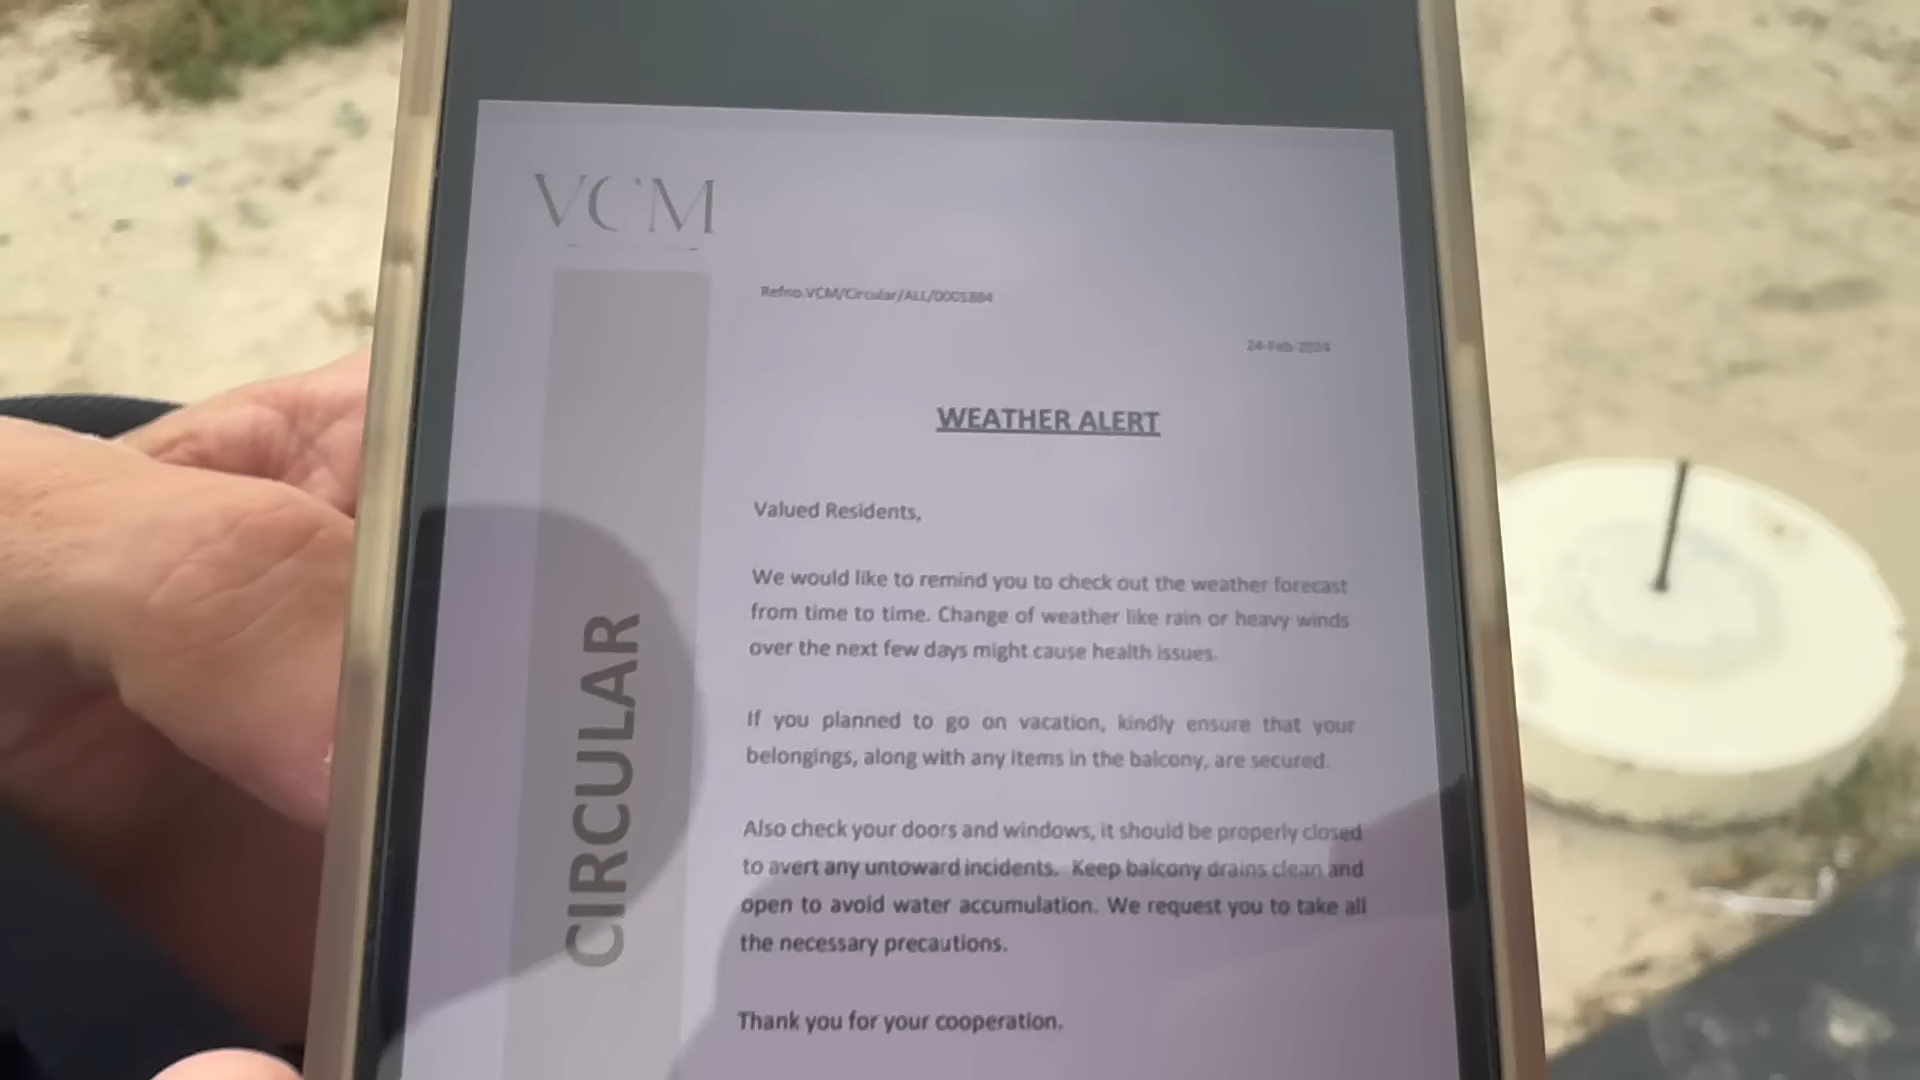 VCM
Refno.VCM/Circular/ALL/0001884
24-Feb-2024
WEATHER ALERT
Valued Residents,
We would like to remind you to check out the weather forecast
from time to time. Change of weather like rain or heavy winds
over the next few days might cause health issues.
If you planned to go on vacation, kindly ensure that your
belongings, along with any items in the balcony, are secured.
Also check your doors and windows, it should be properly closed
to avert any untoward incidents. Keep balcony drains clean and
open to avoid water accumulation. We request you to take all
the necessary precautions.
Thank you for your cooperation.
CIRCULAR